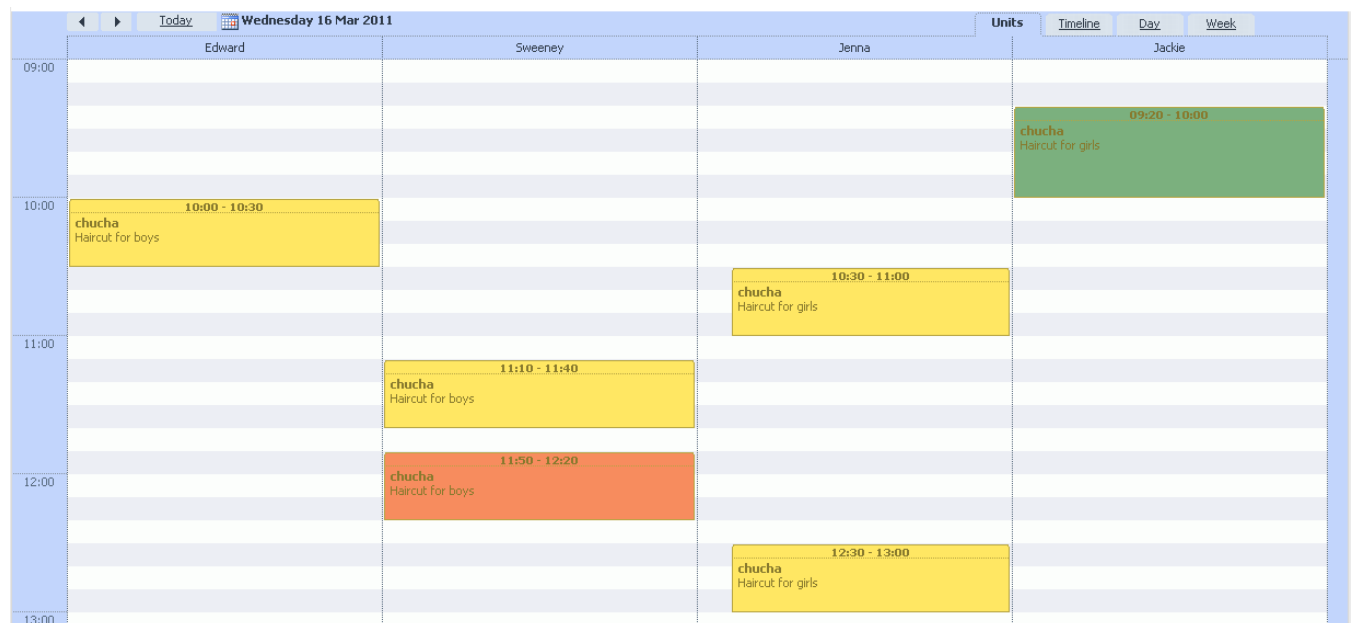 Today Wednesday 16 Mar 2011 Units Timeline Day Week
Edward Sweeney Jenna Jackie
09:00
09:20 - 10:00
chucha
Haircut for girls
10:00
10:00 - 10:30
chucha
Haircut for boys
10:30 - 11:00
chucha
Haircut for girls
11:00
11:10 - 11:40
chucha
Haircut for boys
11:50 - 12:20
chucha
Haircut for boys
12:00
12:30 - 13:00
chucha
Haircut for girls
13:00